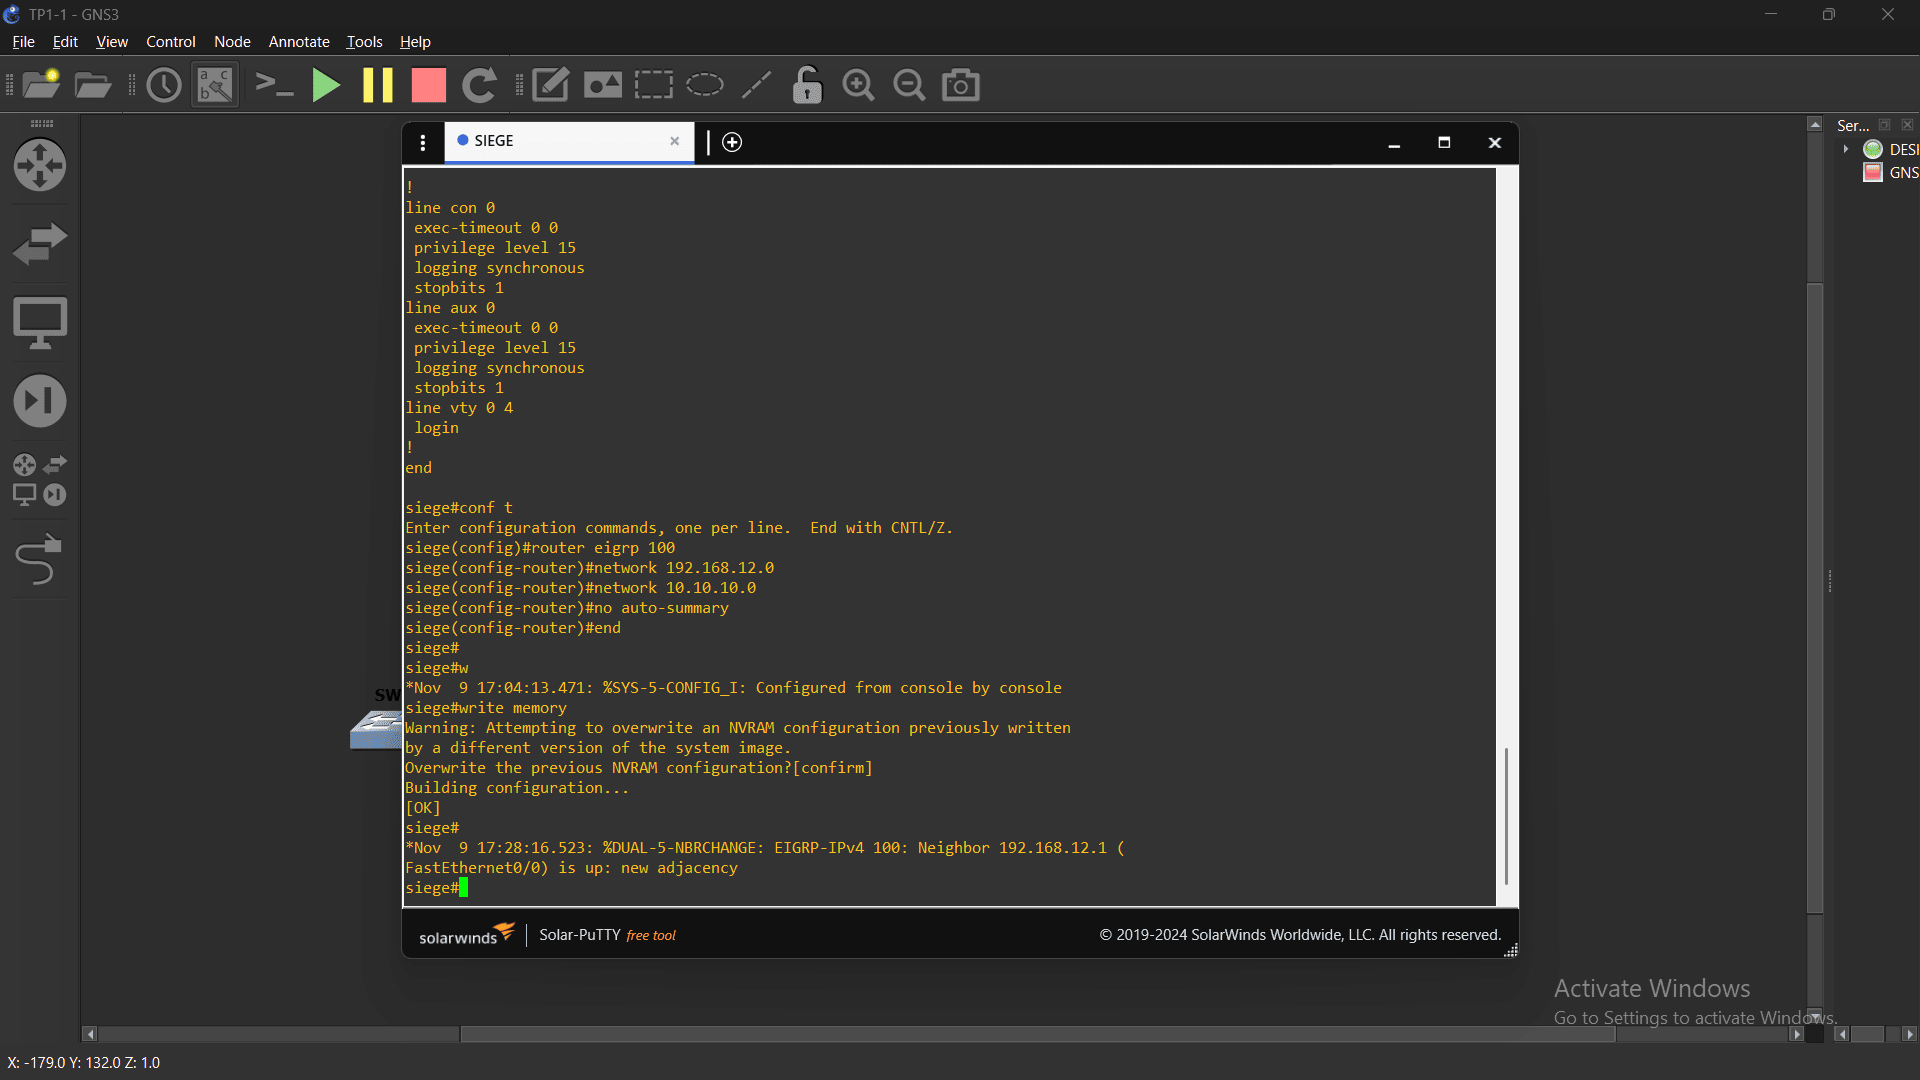 TP1-1 - GNS3
File Edit View Control Node Annotate Tools Help
SIEGE
Ser...
DESI
GNS
!
line con 0
 exec-timeout 0 0
 privilege level 15
 logging synchronous
 stopbits 1
line aux 0
 exec-timeout 0 0
 privilege level 15
 logging synchronous
 stopbits 1
line vty 0 4
 login
!
end
siege#conf t
Enter configuration commands, one per line.  End with CNTL/Z.
siege(config)#router eigrp 100
siege(config-router)#network 192.168.12.0
siege(config-router)#network 10.10.10.0
siege(config-router)#no auto-summary
siege(config-router)#end
siege#
siege#w
*Nov  9 17:04:13.471: %SYS-5-CONFIG_I: Configured from console by console
siege#write memory
Warning: Attempting to overwrite an NVRAM configuration previously written
by a different version of the system image.
Overwrite the previous NVRAM configuration?[confirm]
Building configuration...
[OK]
siege#
*Nov  9 17:28:16.523: %DUAL-5-NBRCHANGE: EIGRP-IPv4 100: Neighbor 192.168.12.1 (
FastEthernet0/0) is up: new adjacency
siege#
SW
solarwinds Solar-PuTTY free tool
© 2019-2024 SolarWinds Worldwide, LLC. All rights reserved.
Activate Windows
Go to Settings to activate Windows.
X: -179.0 Y: 132.0 Z: 1.0